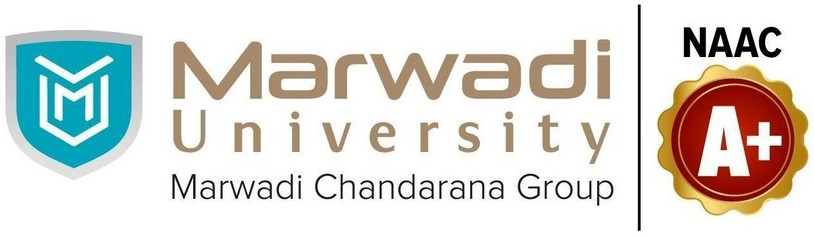 Marwadi
University
Marwadi Chandarana Group
NAAC
A+